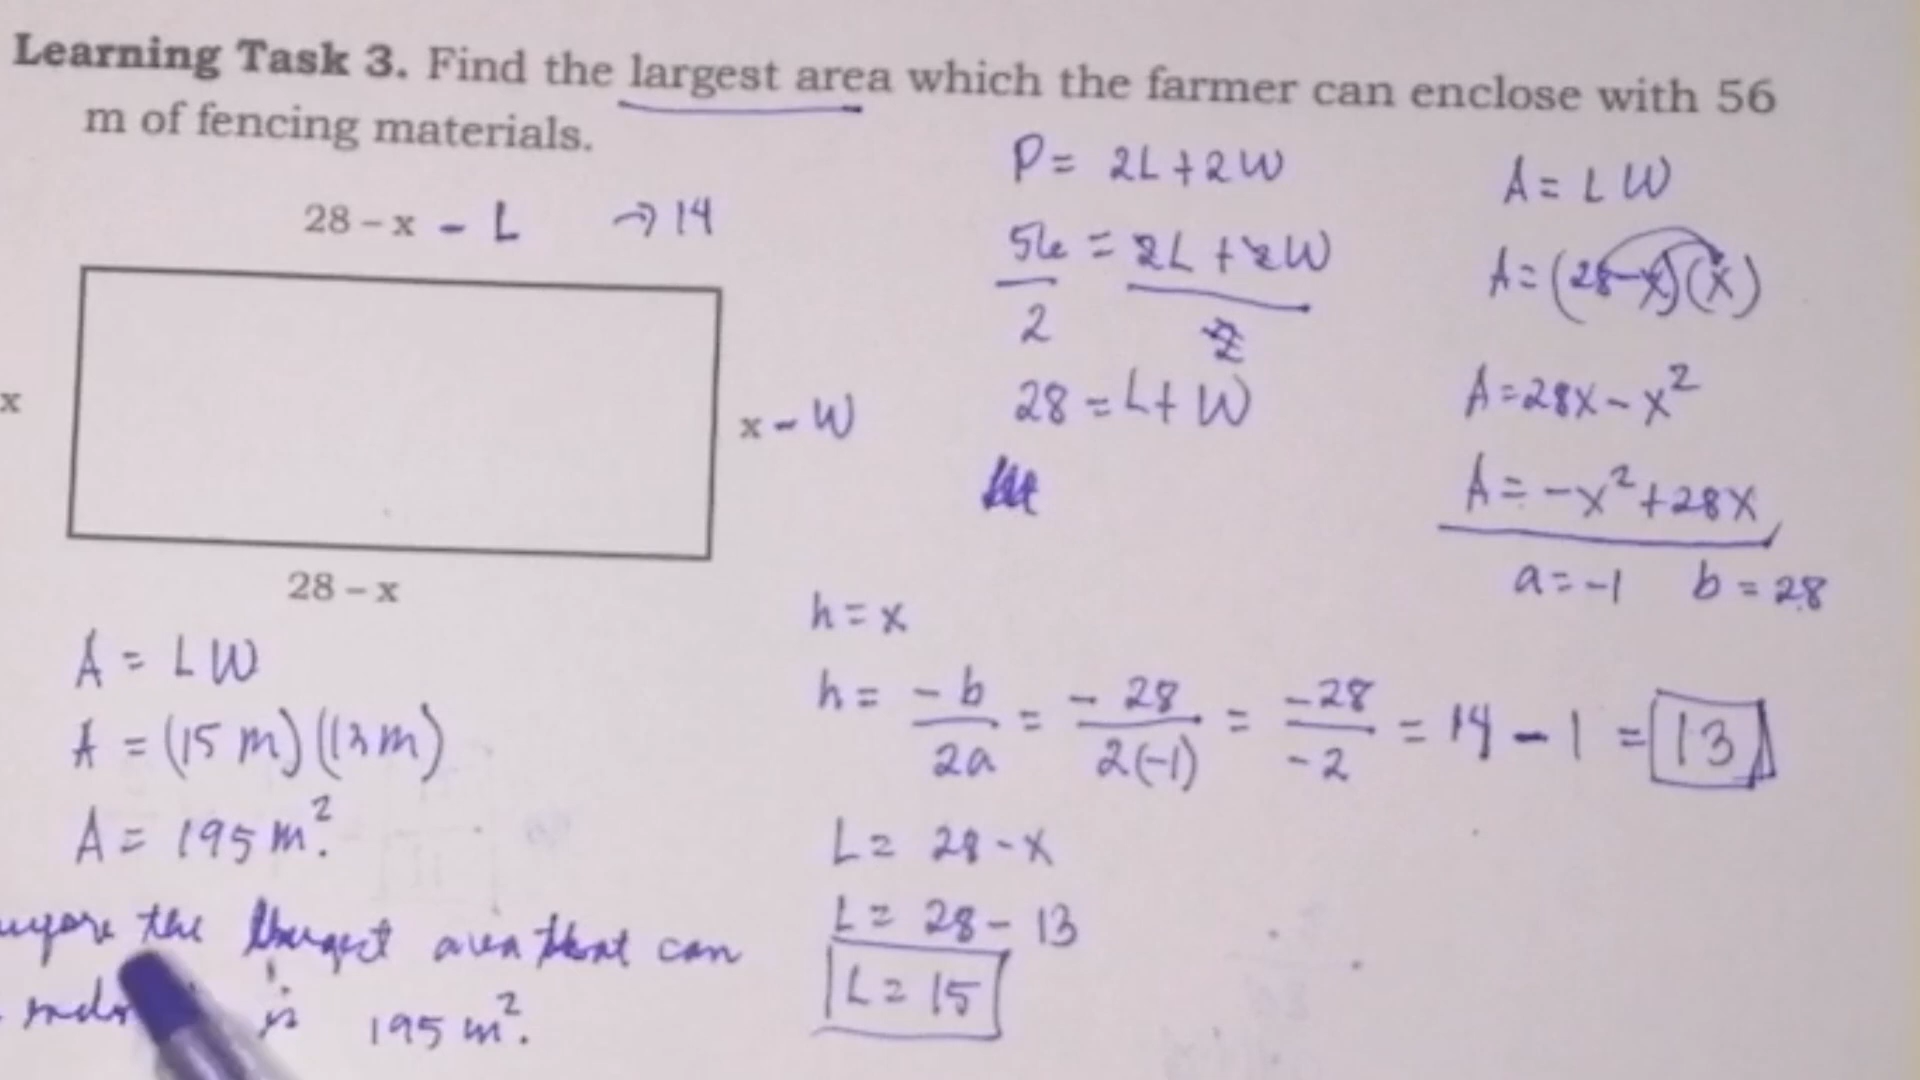 Learning Task 3. Find the largest area which the farmer can enclose with 56
m of fencing materials.
28 – x - L → 14
x
x - W
28 – x
P = 2L + 2W
56 = 2L + 2W
2 2
28 = L + W
A = L W
A = (28-x)(x)
A = 28x - x²
A = -x² + 28x
a = -1 b = 28
h = x
h = -b = -28 = -28 = 14 - 1 = 13
2a 2(-1) -2
L = 28 - x
L = 28 - 13
L = 15
A = L W
A = (15 m)(13m)
A = 195 m².
the largest area that can
is 195 m².